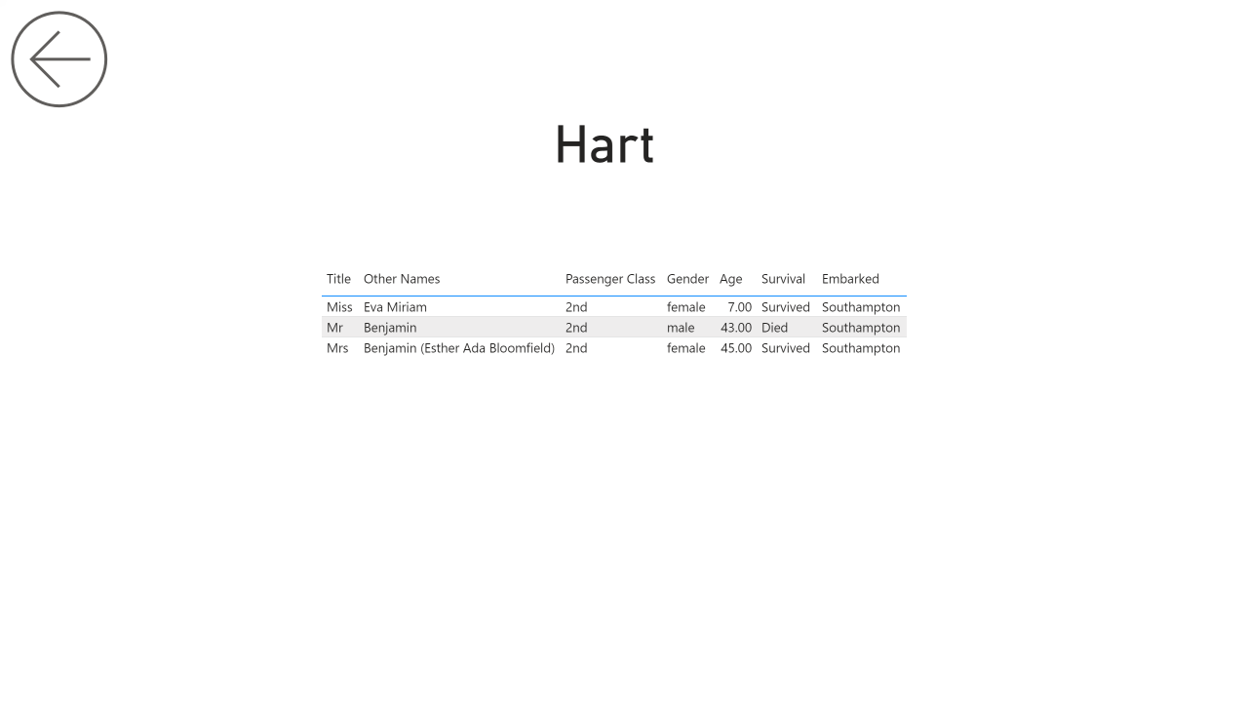 Hart
Title Other Names Passenger Class Gender Age Survival Embarked
Miss Eva Miriam 2nd female 7.00 Survived Southampton
Mr Benjamin 2nd male 43.00 Died Southampton
Mrs Benjamin (Esther Ada Bloomfield) 2nd female 45.00 Survived Southampton